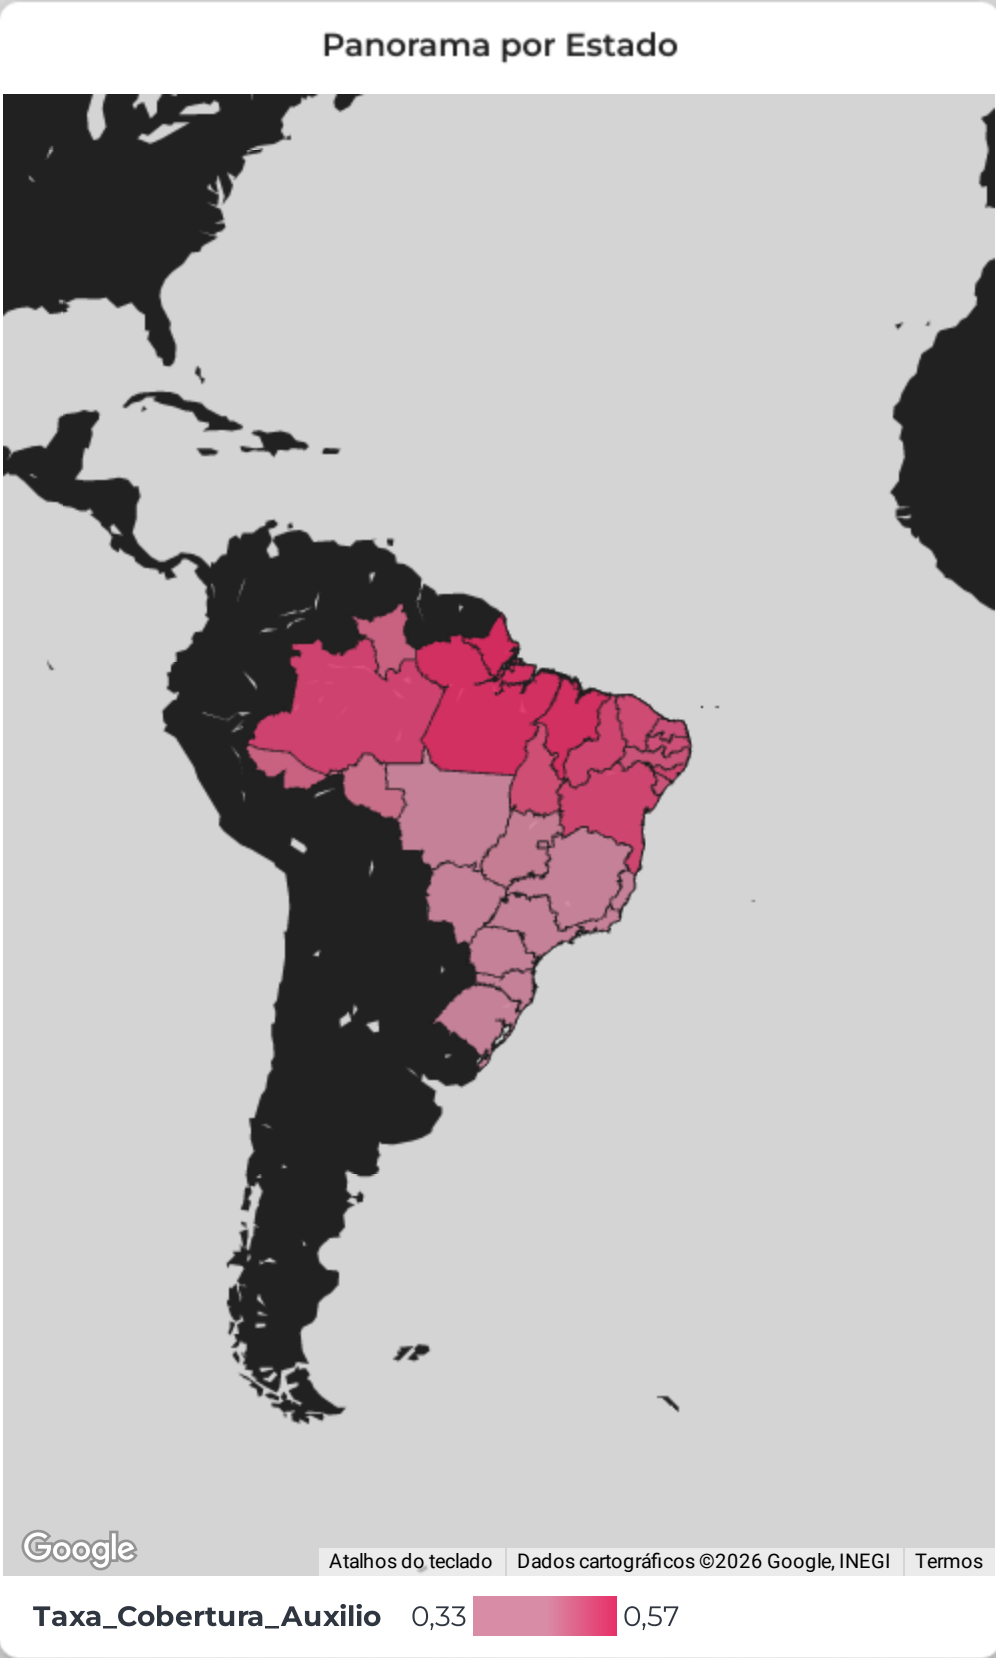 Panorama por Estado
Google
Atalhos do teclado
Dados cartográficos ©2026 Google, INEGI
Termos
Taxa_Cobertura_Auxilio 0,33 0,57